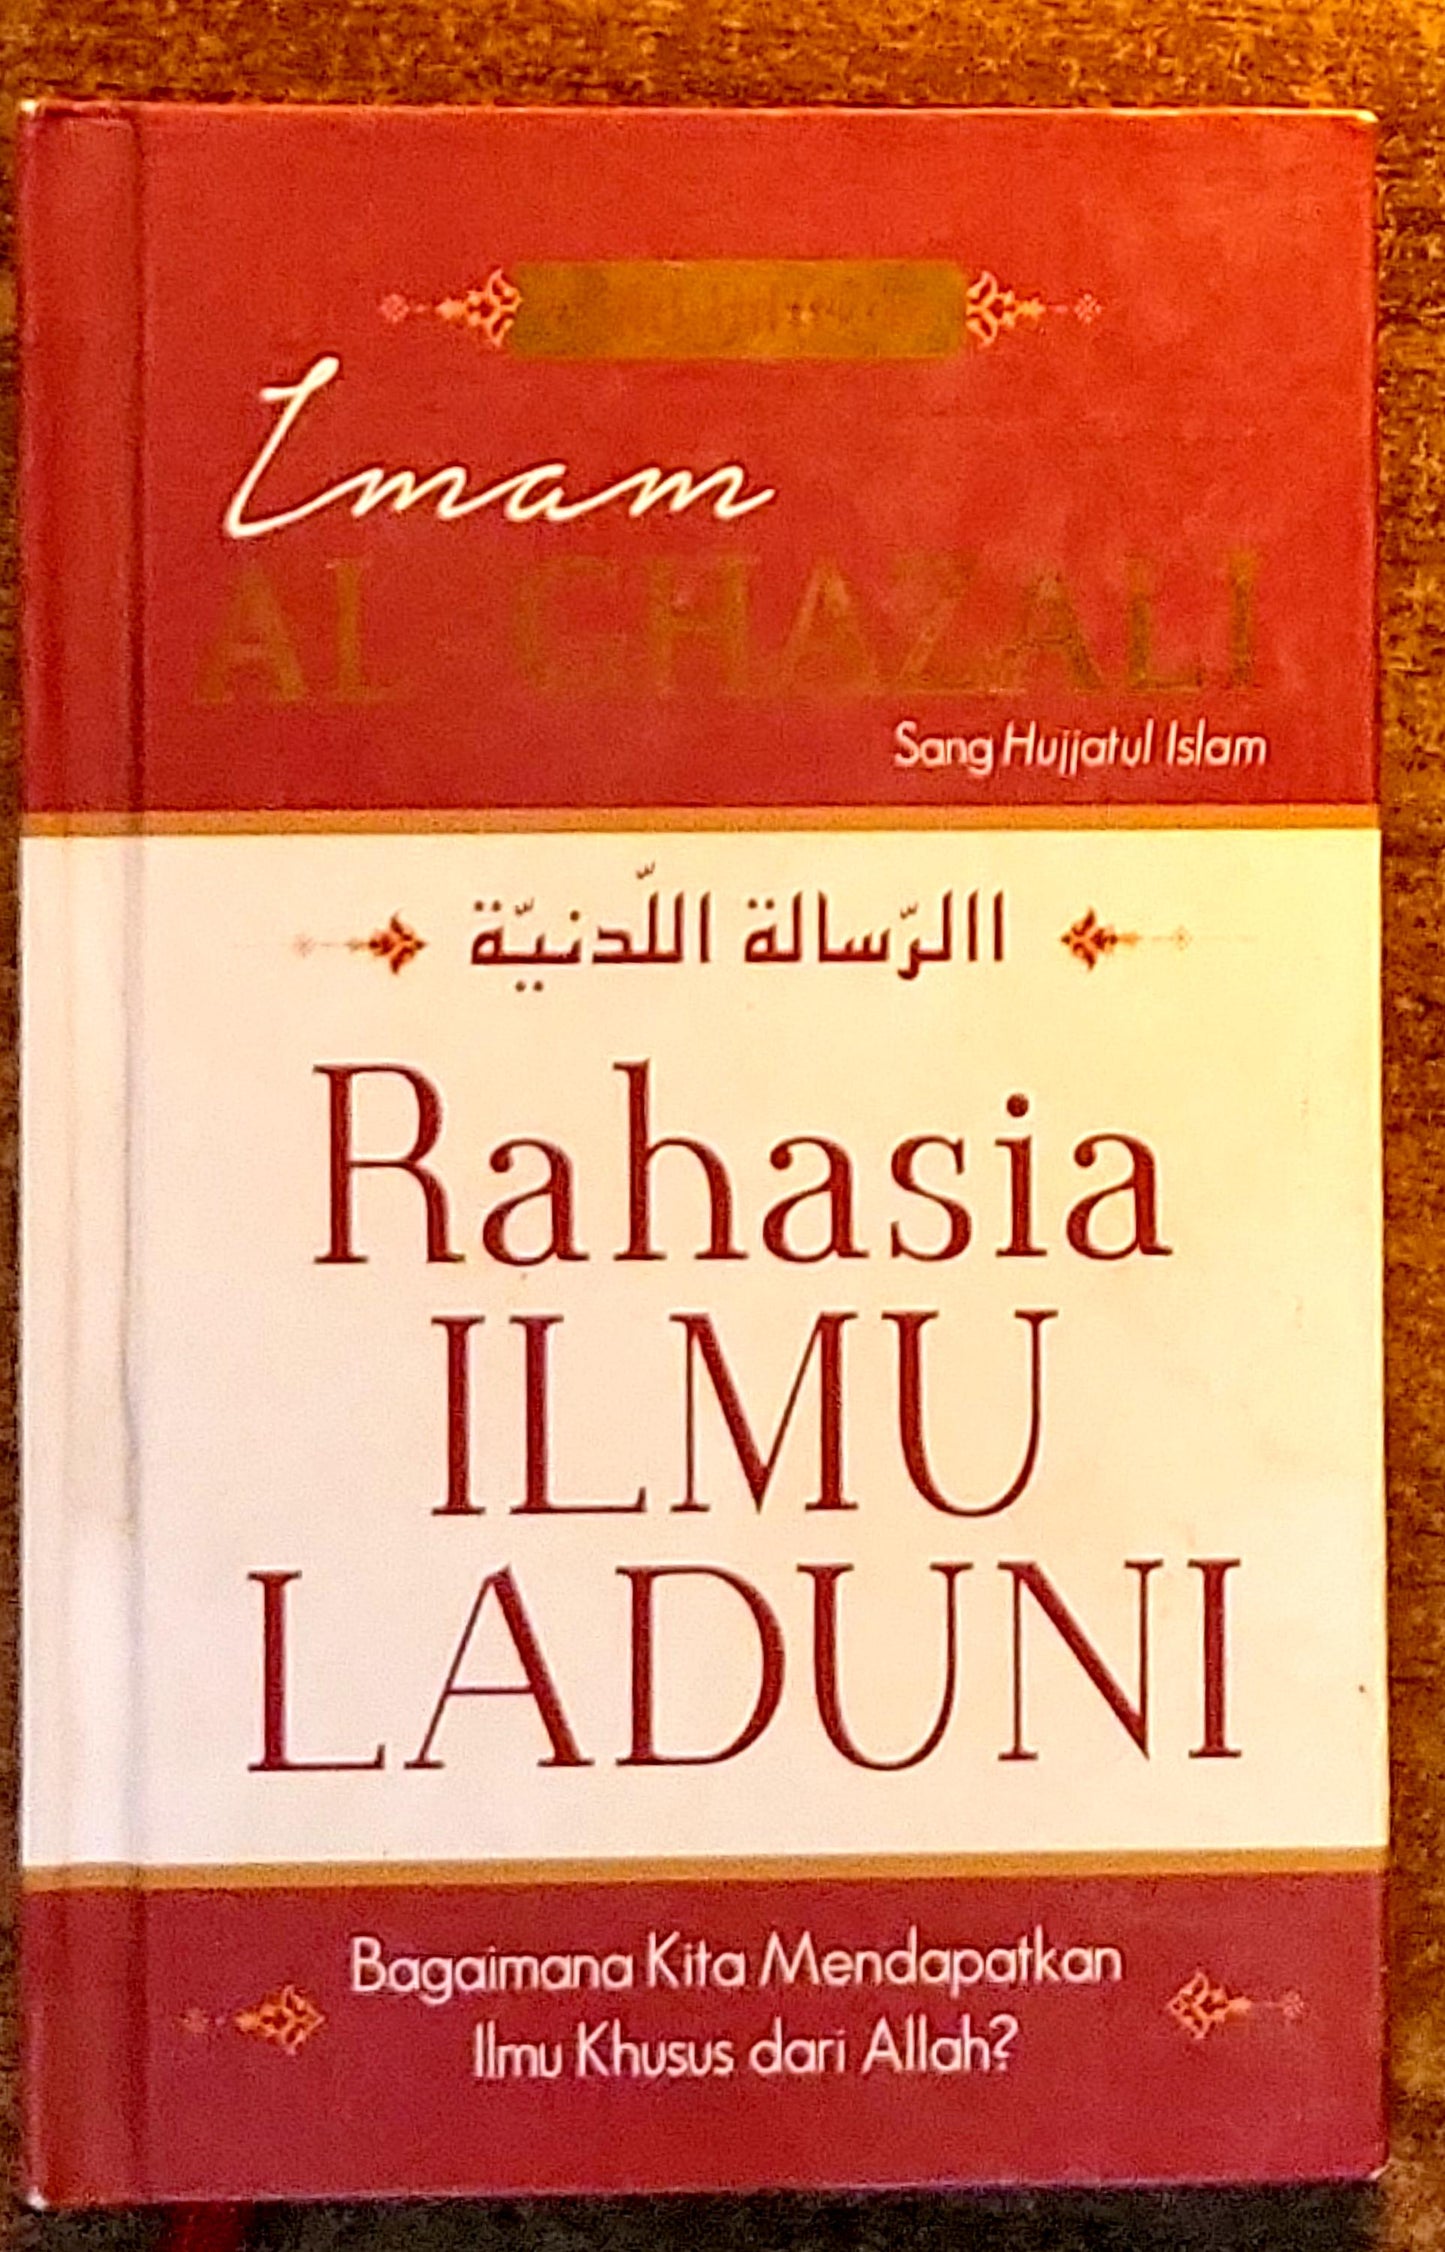 Imam
AL GHAZALI
Sang Hujjatul Islam
االرّسالة اللّدنيّة
Rahasia
ILMU
LADUNI
Bagaimana Kita Mendapatkan
Ilmu Khusus dari Allah?